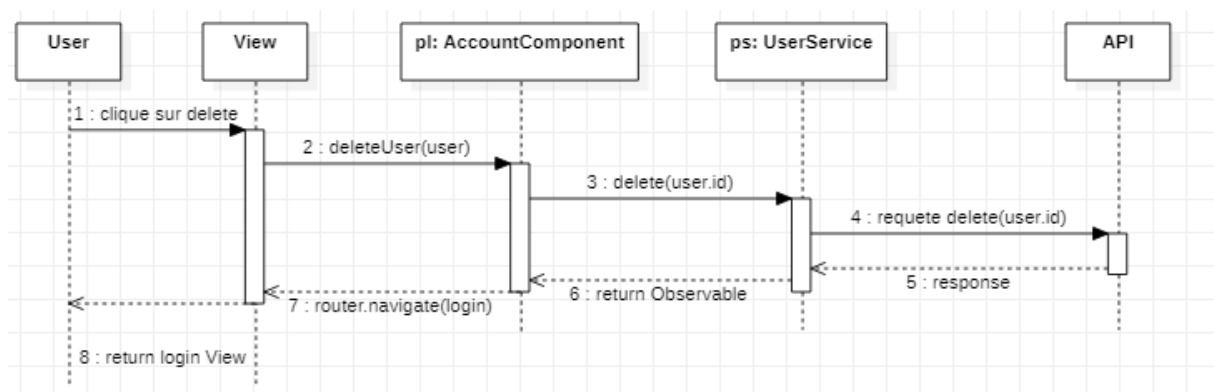 User
View
pl: AccountComponent
ps: UserService
API
1 : clique sur delete
2 : deleteUser(user)
3 : delete(user.id)
4 : requete delete(user.id)
5 : response
6 : return Observable
7 : router.navigate(login)
8 : return login View